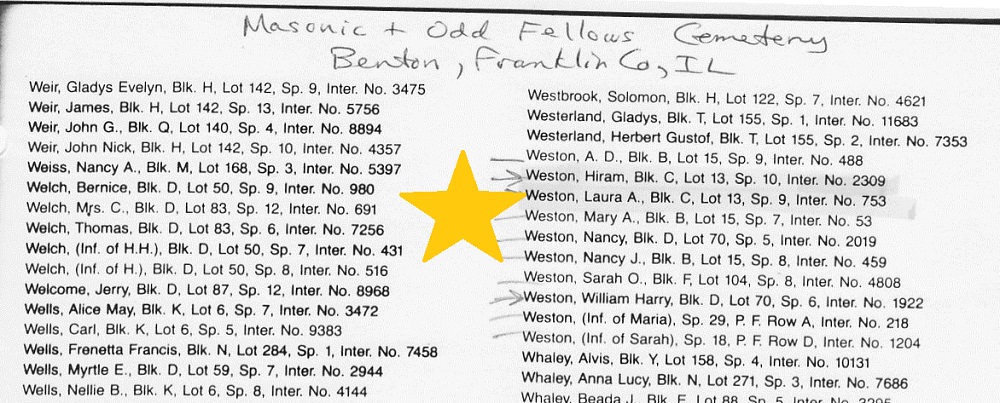 Masonic + Odd Fellows Cemetery
Benton, Franklin Co, IL
Weir, Gladys Evelyn, Blk. H, Lot 142, Sp. 9, Inter. No. 3475
Weir, James, Blk. H, Lot 142, Sp. 13, Inter. No. 5756
Weir, John G., Blk. Q, Lot 140, Sp. 4, Inter. No. 8894
Weir, John Nick, Blk. H, Lot 142, Sp. 10, Inter. No. 4357
Weiss, Nancy A., Blk. M, Lot 168, Sp. 3, Inter. No. 5397
Welch, Bernice, Blk. D, Lot 50, Sp. 9, Inter. No. 980
Welch, Mrs. C., Blk. D, Lot 83, Sp. 12, Inter. No. 691
Welch, Thomas, Blk. D, Lot 83, Sp. 6, Inter. No. 7256
Welch, (Inf. of H.H.), Blk. D, Lot 50, Sp. 7, Inter. No. 431
Welch, (Inf. of H.), Blk. D, Lot 50, Sp. 8, Inter. No. 516
Welcome, Jerry, Blk. D, Lot 87, Sp. 12, Inter. No. 8968
Wells, Alice May, Blk. K, Lot 6, Sp. 7, Inter. No. 3472
Wells, Carl, Blk. K, Lot 6, Sp. 5, Inter. No. 9383
Wells, Frenetta Francis, Blk. N, Lot 284, Sp. 1, Inter. No. 7458
Wells, Myrtle E., Blk. D, Lot 59, Sp. 7, Inter. No. 2944
Wells, Nellie B., Blk. K, Lot 6, Sp. 8, Inter. No. 4144
Westbrook, Solomon, Blk. H, Lot 122, Sp. 7, Inter. No. 4621
Westerland, Gladys, Blk. T, Lot 155, Sp. 1, Inter. No. 11683
Westerland, Herbert Gustof, Blk. T, Lot 155, Sp. 2, Inter. No. 7353
Weston, A. D., Blk. B, Lot 15, Sp. 9, Inter. No. 488
Weston, Hiram, Blk. C, Lot 13, Sp. 10, Inter. No. 2309
Weston, Laura A., Blk. C, Lot 13, Sp. 9, Inter. No. 753
Weston, Mary A., Blk. B, Lot 15, Sp. 7, Inter. No. 53
Weston, Nancy, Blk. D, Lot 70, Sp. 5, Inter. No. 2019
Weston, Nancy J., Blk. B, Lot 15, Sp. 8, Inter. No. 459
Weston, Sarah O., Blk. F, Lot 104, Sp. 8, Inter. No. 4808
Weston, William Harry, Blk. D, Lot 70, Sp. 6, Inter. No. 1922
Weston, (Inf. of Maria), Sp. 29, P. F. Row A, Inter. No. 218
Weston, (Inf. of Sarah), Sp. 18, P. F. Row D, Inter. No. 1204
Whaley, Alvis, Blk. Y, Lot 158, Sp. 4, Inter. No. 10131
Whaley, Anna Lucy, Blk. N, Lot 271, Sp. 3, Inter. No. 7686
Whaley, Beada J., Blk. F, Lot 88, Sp. 5, Inter. No.